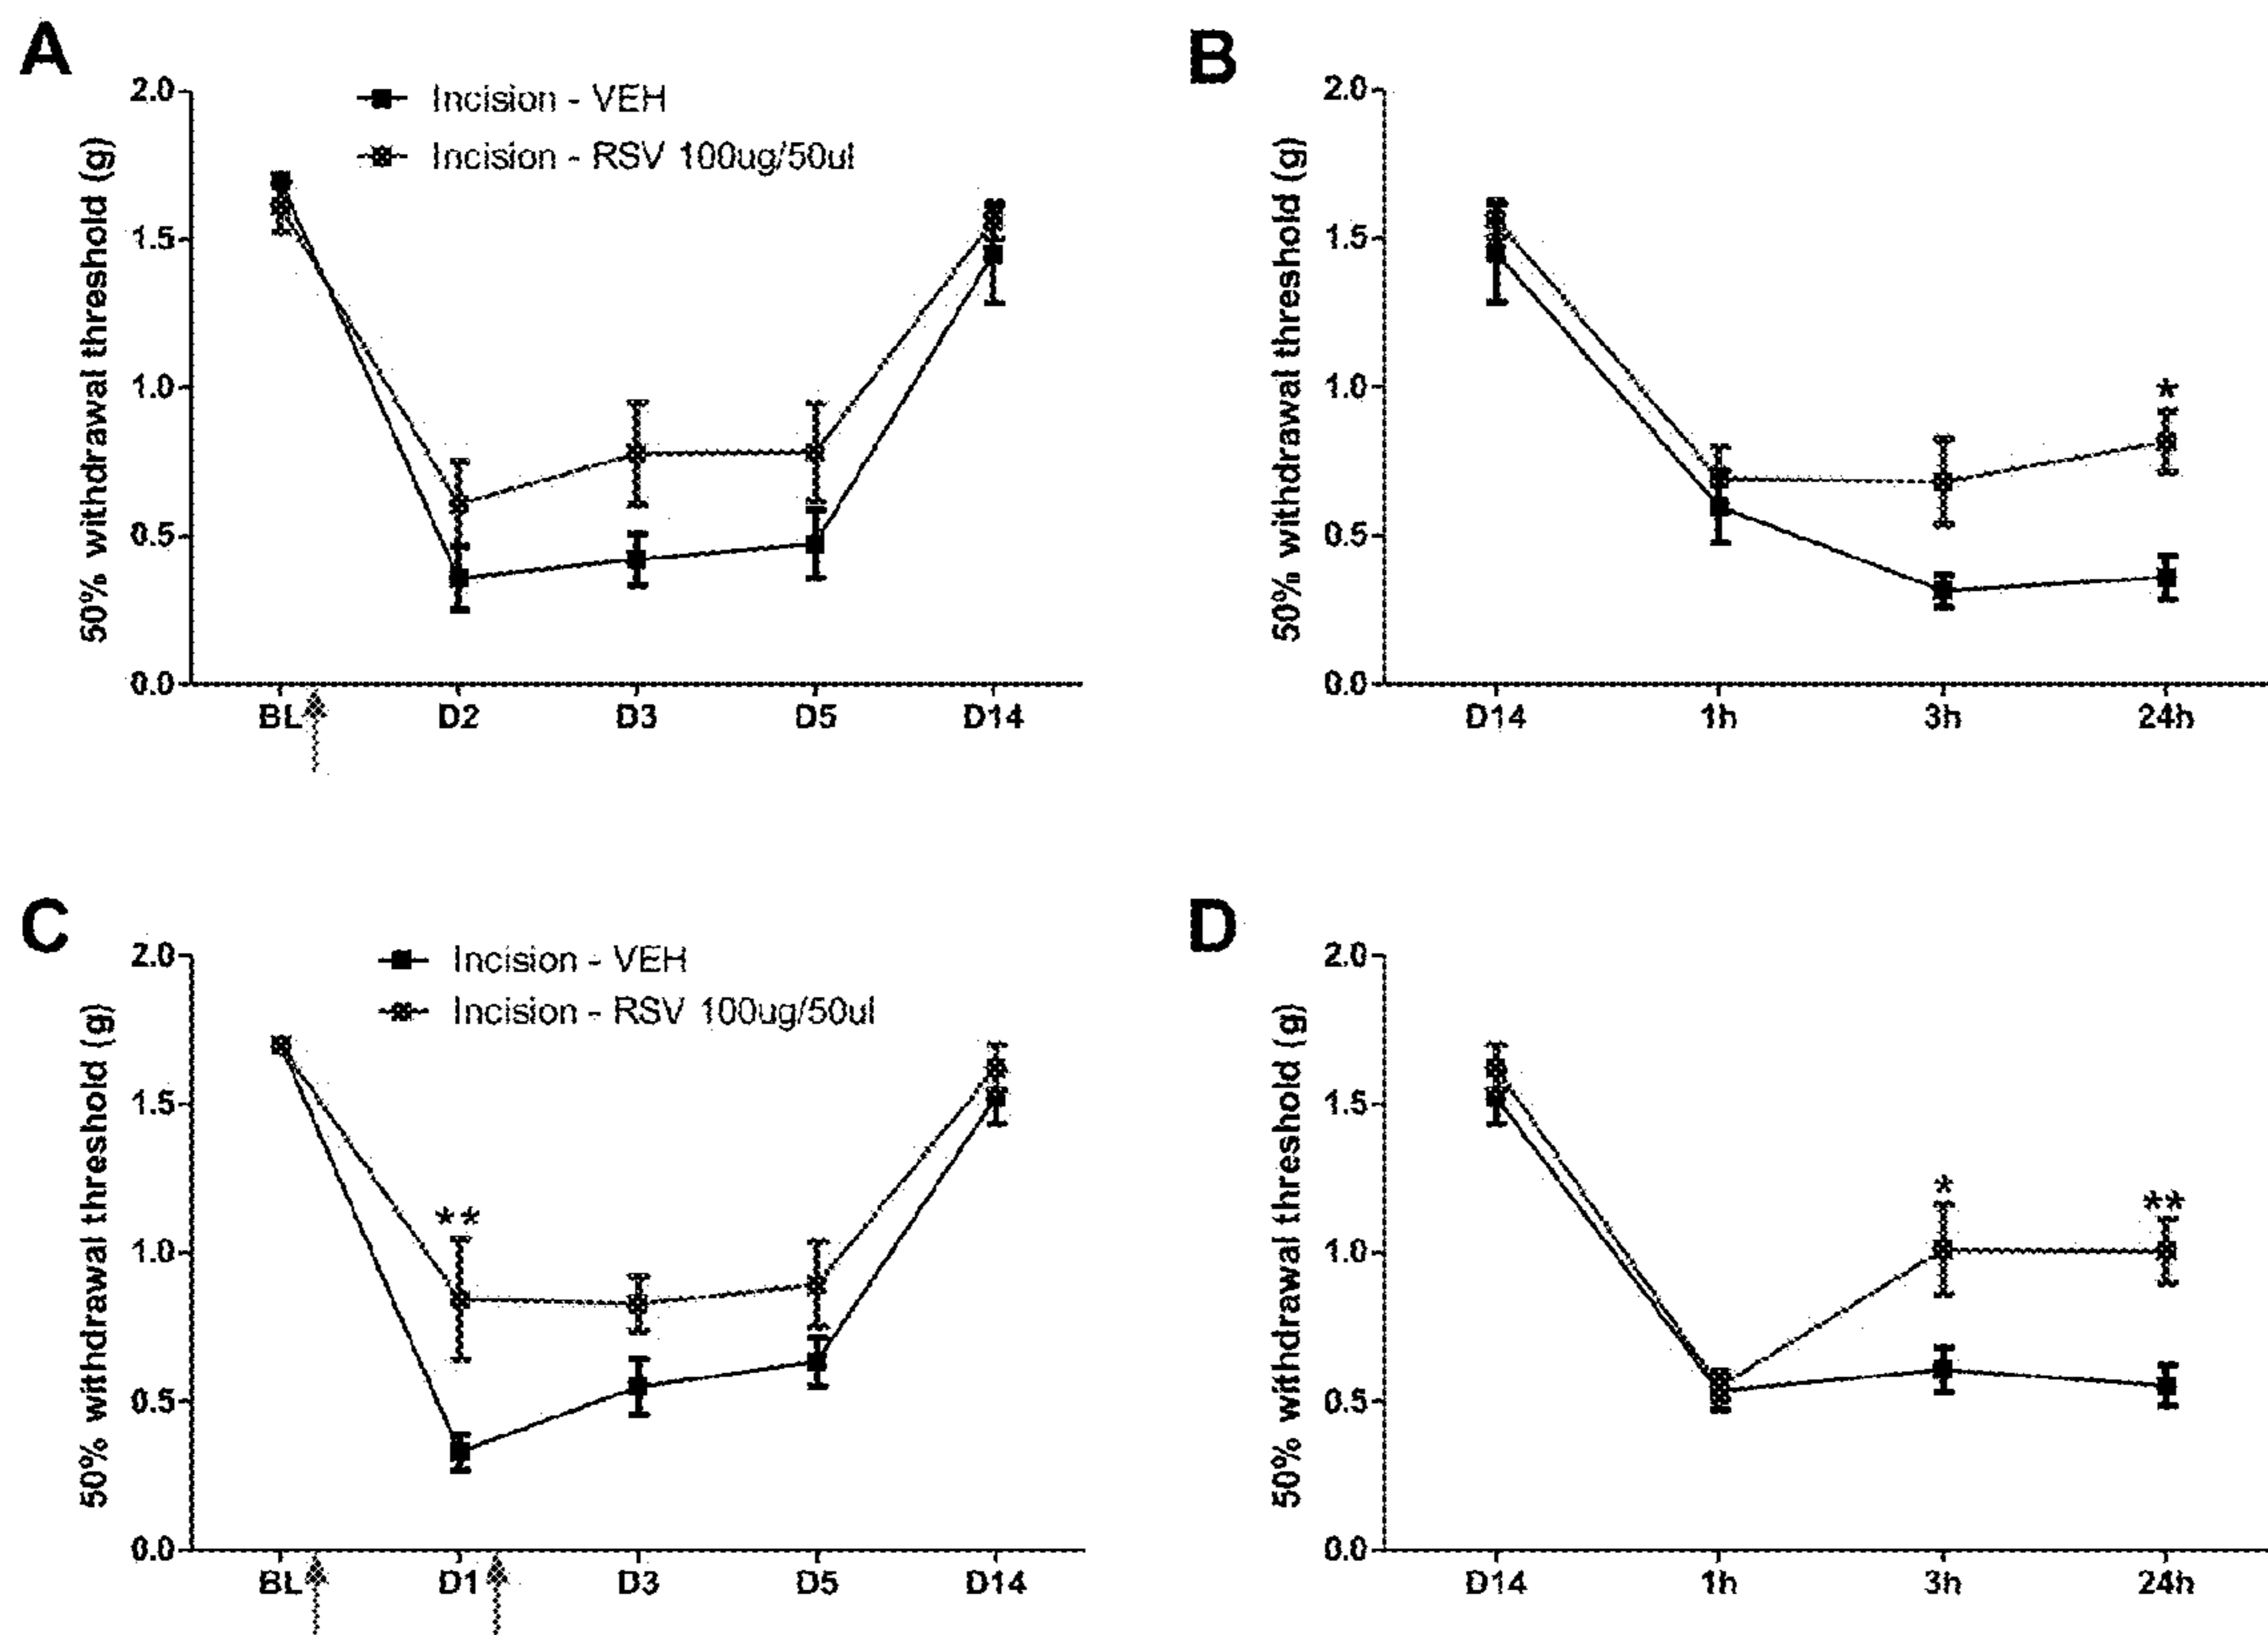 A
50% withdrawal threshold (g)
2.0
1.5
1.0
0.5
0.0
Incision - VEH
Incision - RSV 100ug/50ul
BL D2 D3 D5 D14
B
50% withdrawal threshold (g)
2.0
1.5
1.0
0.5
0.0
*
D14 1h 3h 24h
C
50% withdrawal threshold (g)
2.0
1.5
1.0
0.5
0.0
Incision - VEH
Incision - RSV 100ug/50ul
**
BL D1 D3 D5 D14
D
50% withdrawal threshold (g)
2.0
1.5
1.0
0.5
0.0
* **
D14 1h 3h 24h